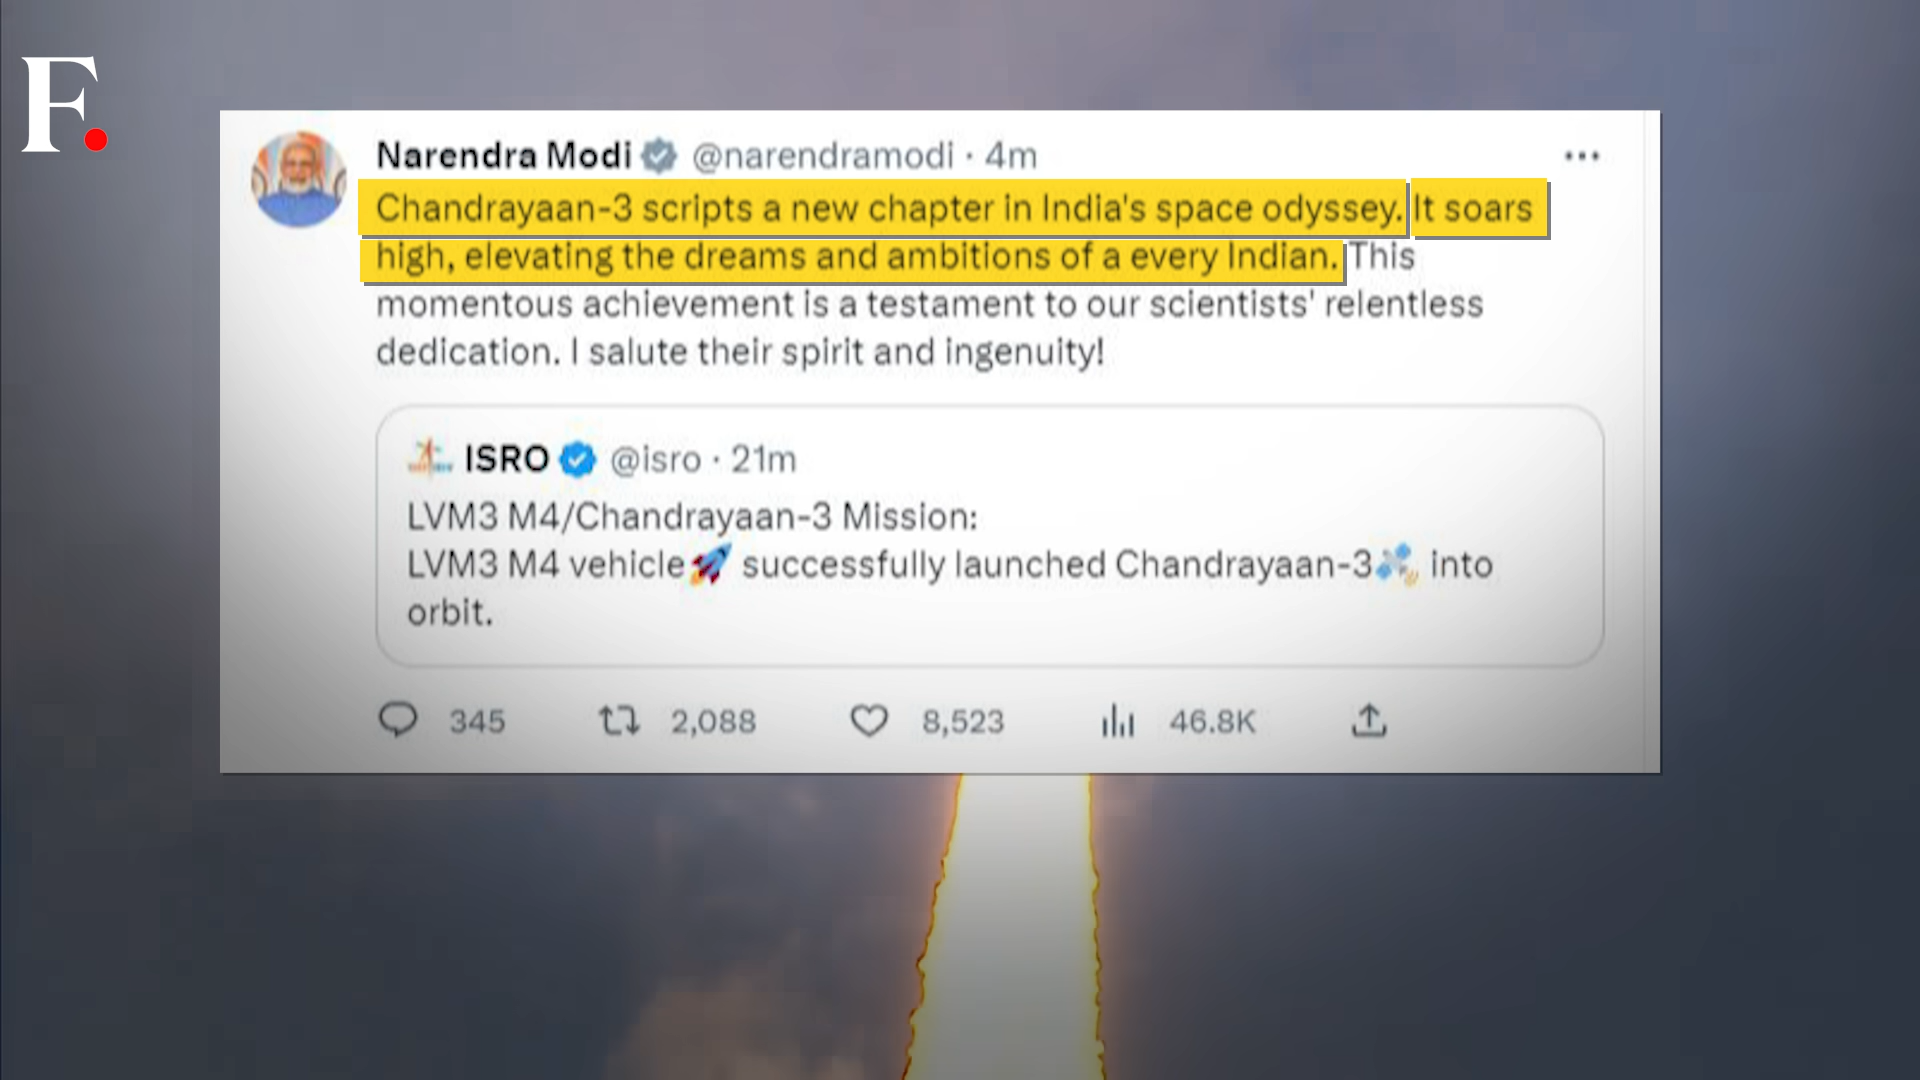 F.
Narendra Modi @narendramodi · 4m
Chandrayaan-3 scripts a new chapter in India's space odyssey. It soars
high, elevating the dreams and ambitions of a every Indian. This
momentous achievement is a testament to our scientists' relentless
dedication. I salute their spirit and ingenuity!
ISRO @isro · 21m
LVM3 M4/Chandrayaan-3 Mission:
LVM3 M4 vehicle🚀 successfully launched Chandrayaan-3🛰️ into
orbit.
345 2,088 8,523 46.8K